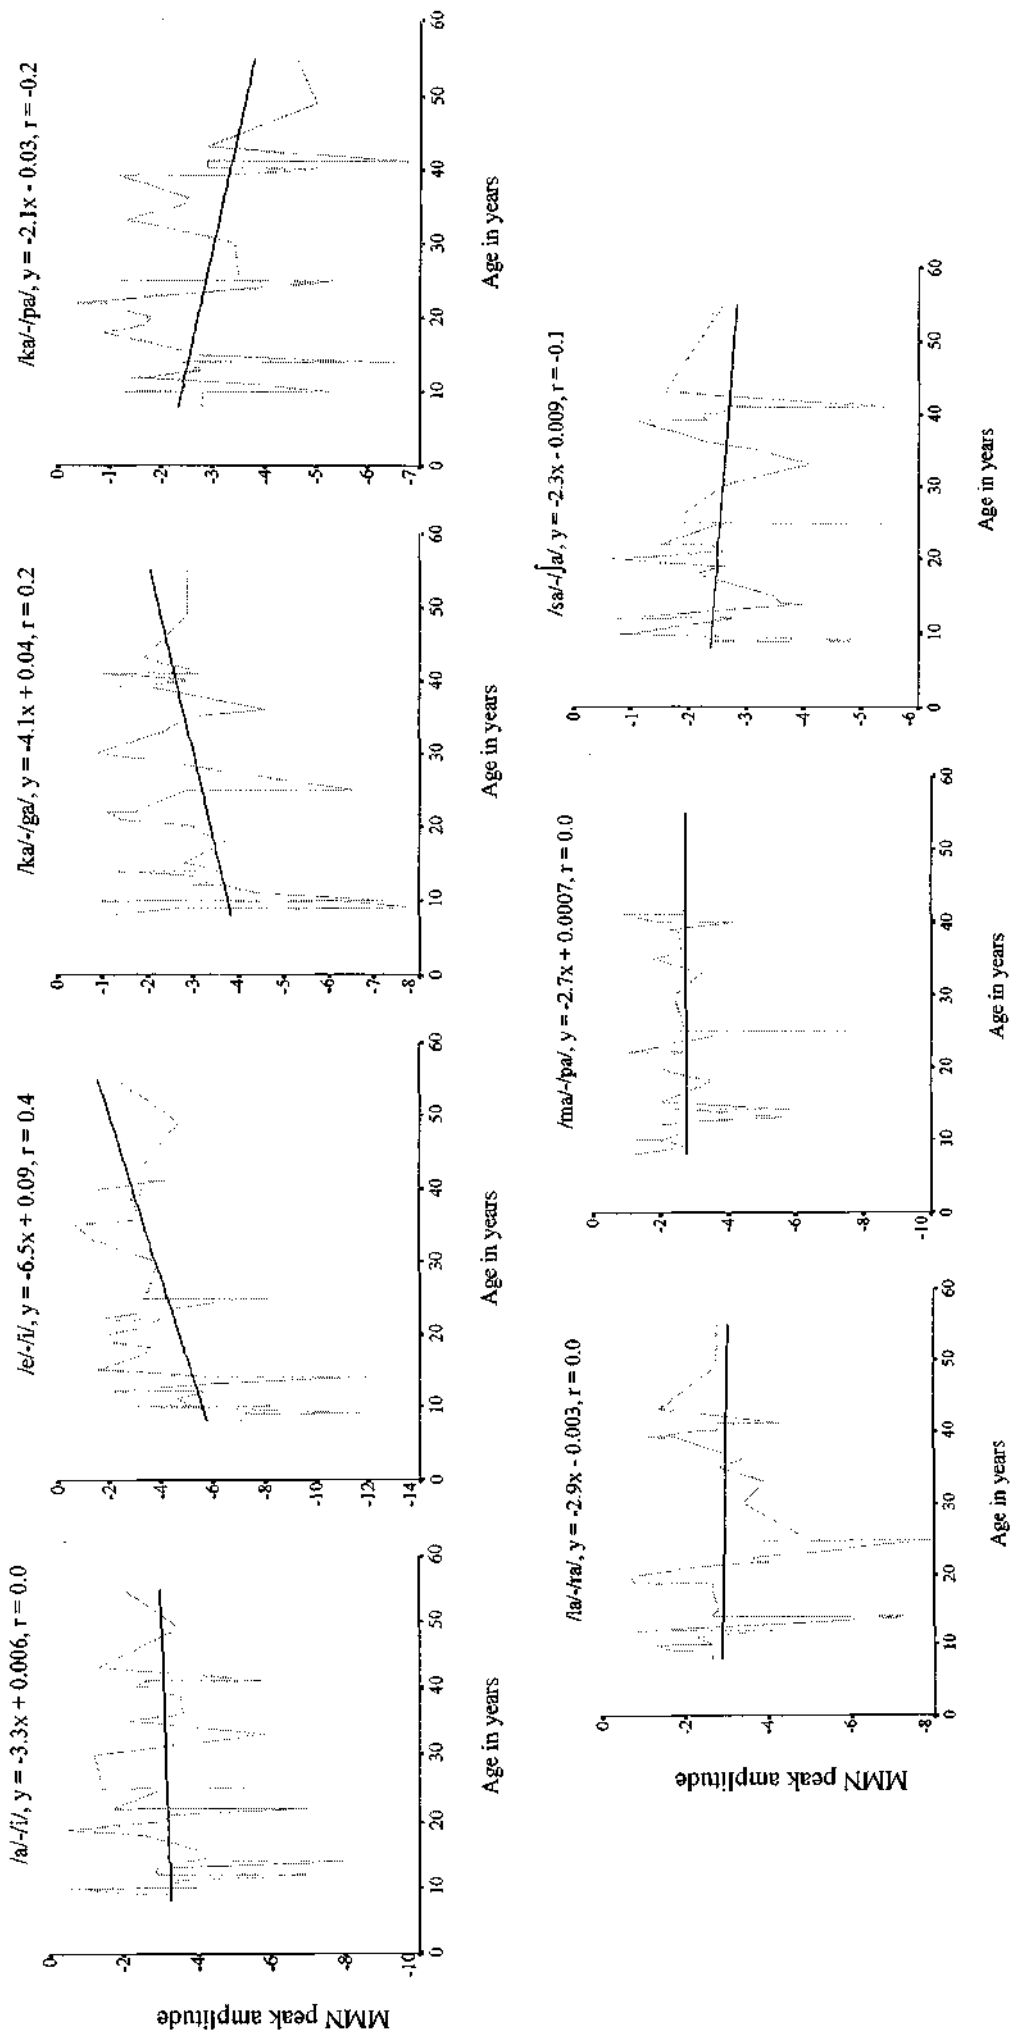 /a/-/i/, y = -3.3x + 0.006, r = 0.0
0
-2
-4
-6
-8
-10
0 10 20 30 40 50 60
Age in years
MMN peak amplitude
/e/-/i/, y = -6.5x + 0.09, r = 0.4
0
-2
-4
-6
-8
-10
-12
-14
0 10 20 30 40 50 60
Age in years
/ka/-/ga/, y = -4.1x + 0.04, r = 0.2
0
-1
-2
-3
-4
-5
-6
-7
-8
0 10 20 30 40 50 60
Age in years
/ka/-/pa/, y = -2.1x - 0.03, r = -0.2
0
-1
-2
-3
-4
-5
-6
-7
0 10 20 30 40 50 60
Age in years
/la/-/ra/, y = -2.9x - 0.003, r = 0.0
0
-2
-4
-6
-8
0 10 20 30 40 50 60
Age in years
MMN peak amplitude
/ma/-/pa/, y = -2.7x + 0.0007, r = 0.0
0
-2
-4
-6
-8
-10
0 10 20 30 40 50 60
Age in years
/sa/-/ʃa/, y = -2.3x - 0.009, r = -0.1
0
-1
-2
-3
-4
-5
-6
0 10 20 30 40 50 60
Age in years